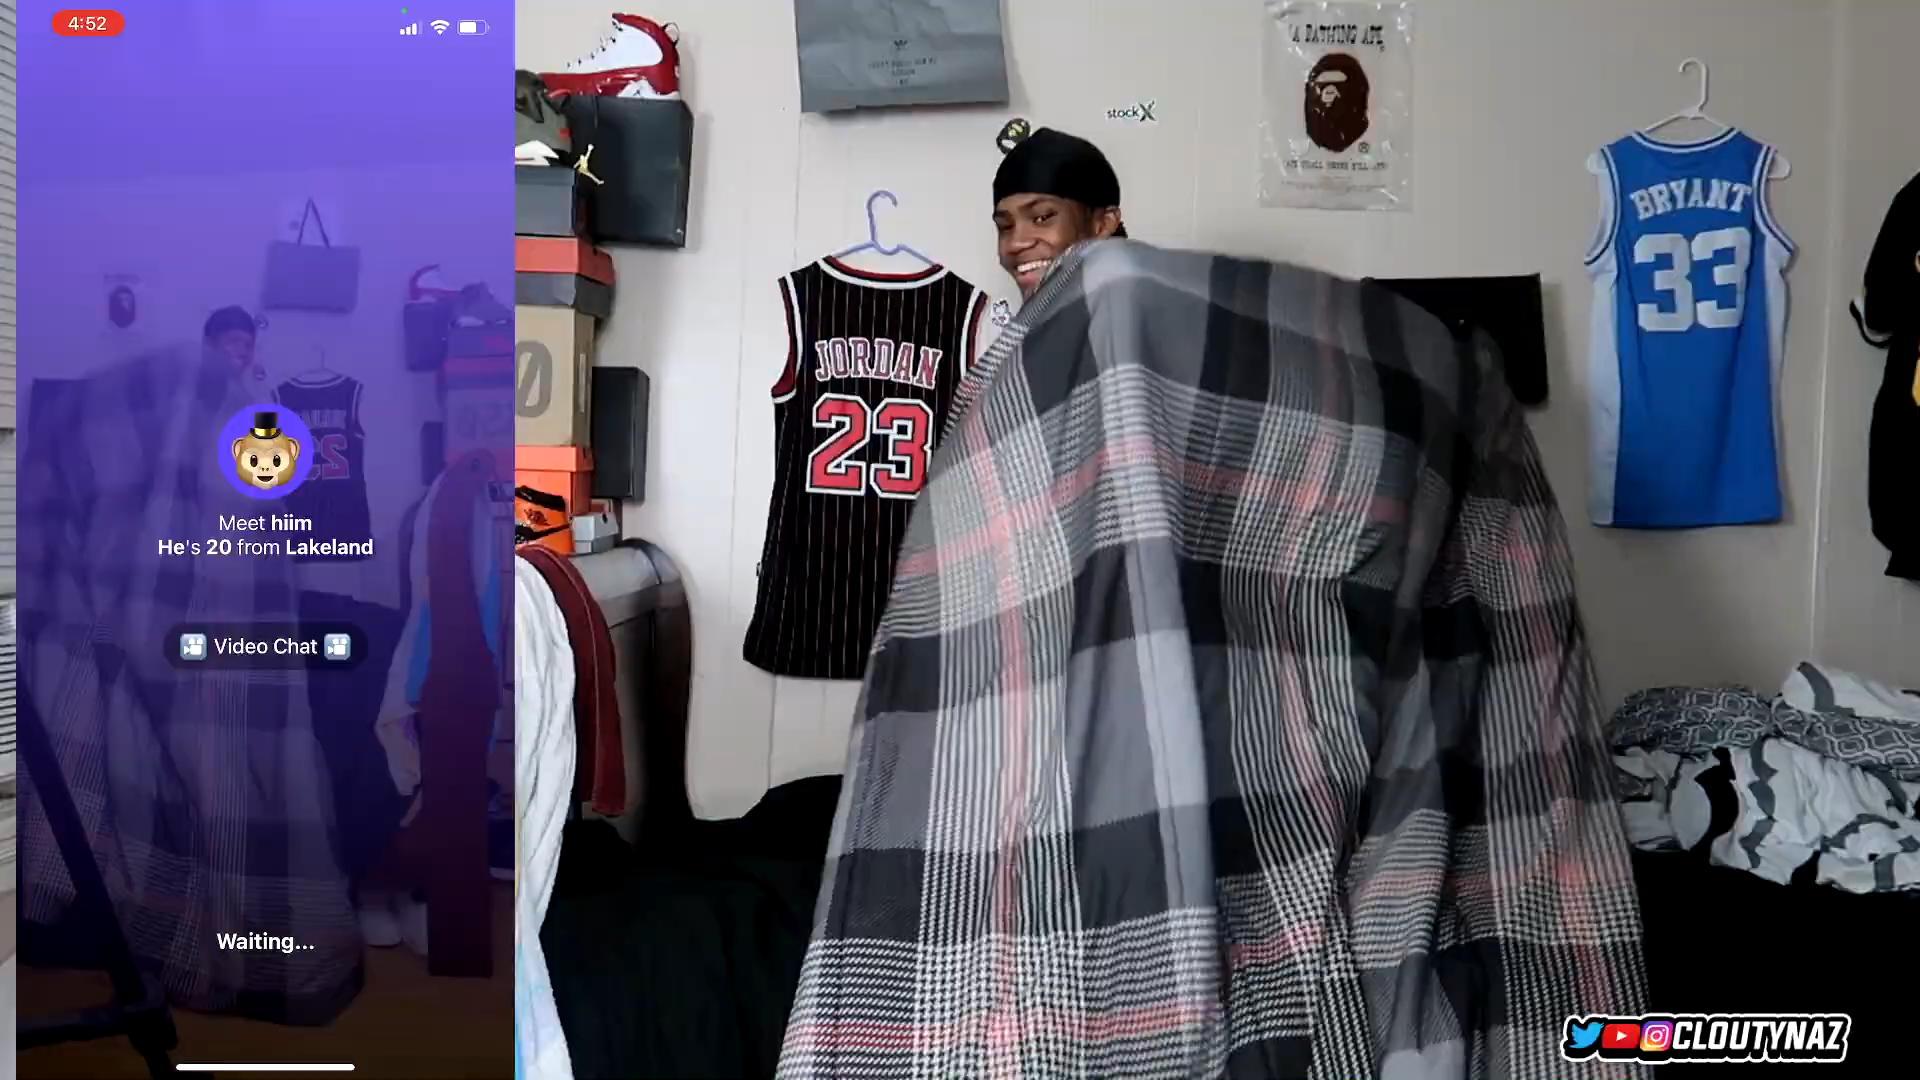 4:52
Meet hiim
He's 20 from Lakeland
Video Chat
Waiting...
stockX
A BATHING APE
®
JORDAN
23
BRYANT
33
CLOUTYNAZ